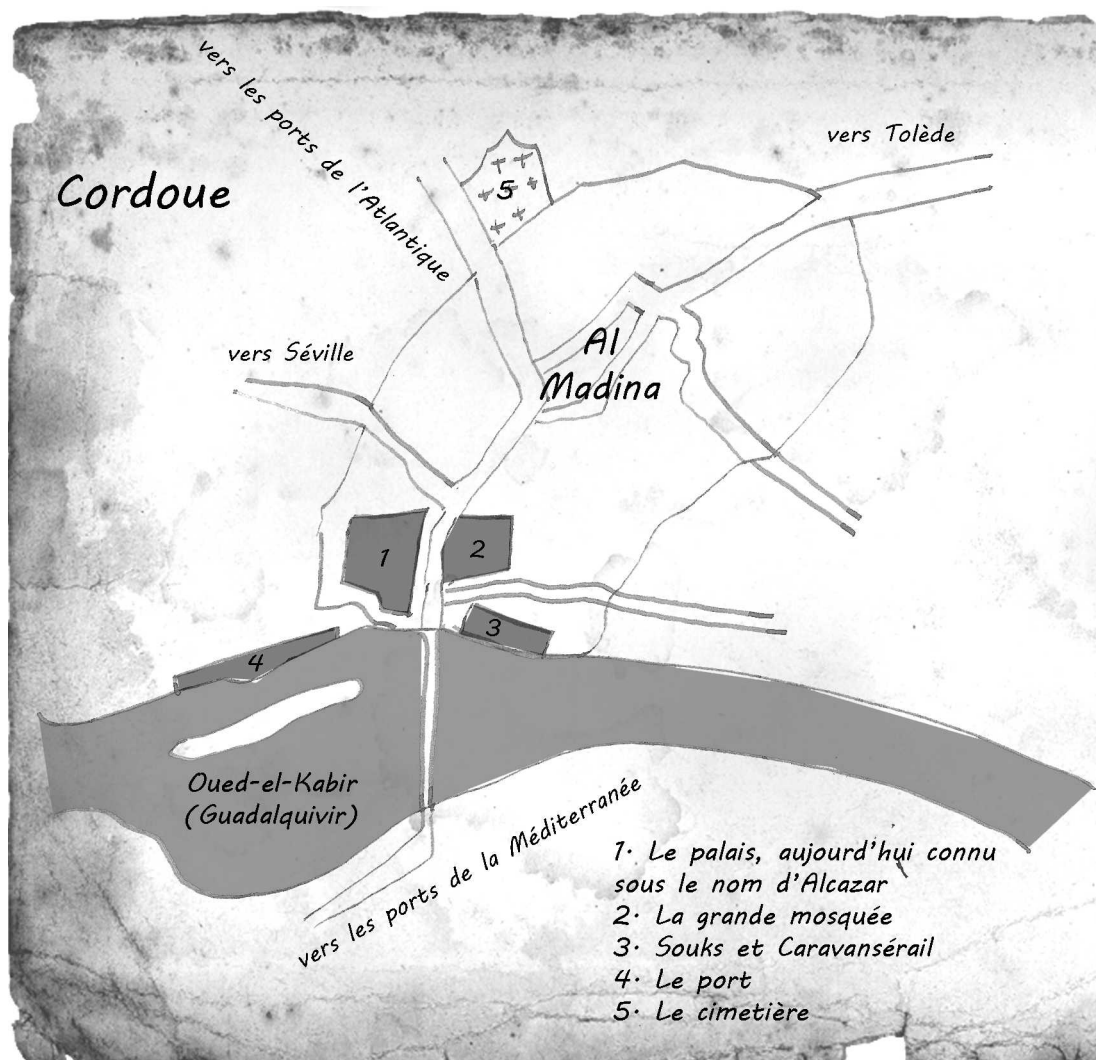 vers les ports de l'Atlantique
vers Tolède
Cordoue
5
vers Séville
Al
Madina
1
2
3
4
Oued-el-Kabir
(Guadalquivir)
vers les ports de la Méditerranée
1. Le palais, aujourd'hui connu
sous le nom d'Alcazar
2. La grande mosquée
3. Souks et Caravansérail
4. Le port
5. Le cimetière